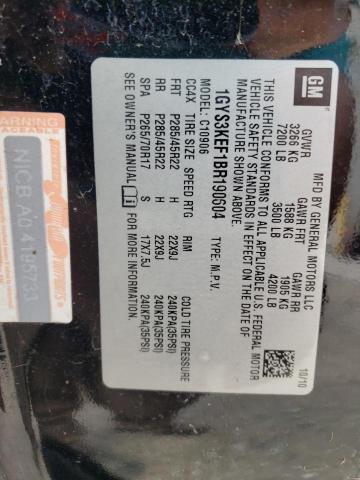 GM
MFD BY GENERAL MOTORS LLC
GVWR GAWR FRT GAWR RR
3286 KG 1588 KG 1905 KG
7250 LB 3500 LB 4200 LB
THIS VEHICLE CONFORMS TO ALL APPLICABLE U.S. FEDERAL MOTOR
VEHICLE SAFETY STANDARDS IN EFFECT ON THE DATE OF
MANUFACTURE SHOWN ABOVE.
10/10
1GYS3KEF1BR190604 TYPE: M.P.V.
MODEL: C10906
CC4X TIRE SIZE SPEED RTG RIM COLD TIRE PRESSURE
FRT P285/45R22 H 22X9J 240KPA(35PSI)
RR P285/45R22 H 22X9J 240KPA(35PSI)
SPA P265/70R17 S 17X7.5J 240KPA(35PSI)
SEE OWNER'S MANUAL FOR MORE INFORMATION
WARNING
NICB A0 4195733